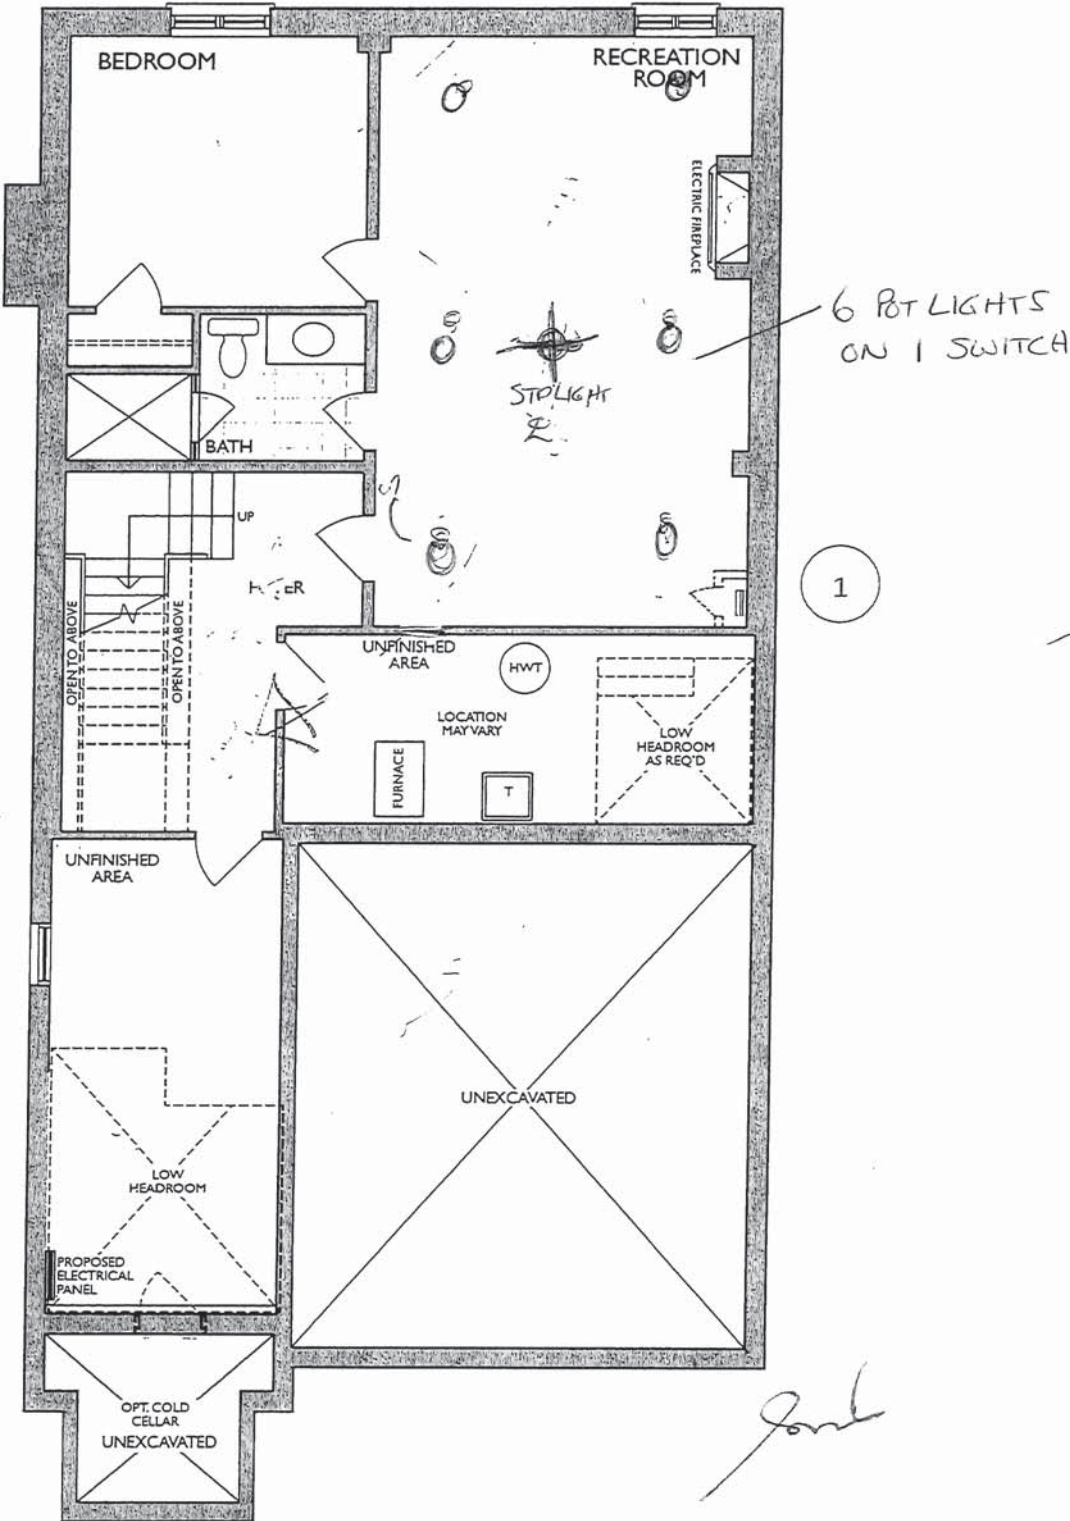 BEDROOM
RECREATION
ROOM
ELECTRIC FIREPLACE
6 POT LIGHTS
ON 1 SWITCH
STD LIGHT
BATH
S
UP
OPEN TO ABOVE
OPEN TO ABOVE
1
UNFINISHED
AREA
HWT
LOCATION
MAY VARY
FURNACE
T
LOW
HEADROOM
AS REQ'D
UNFINISHED
AREA
UNEXCAVATED
LOW
HEADROOM
PROPOSED
ELECTRICAL
PANEL
OPT. COLD
CELLAR
UNEXCAVATED